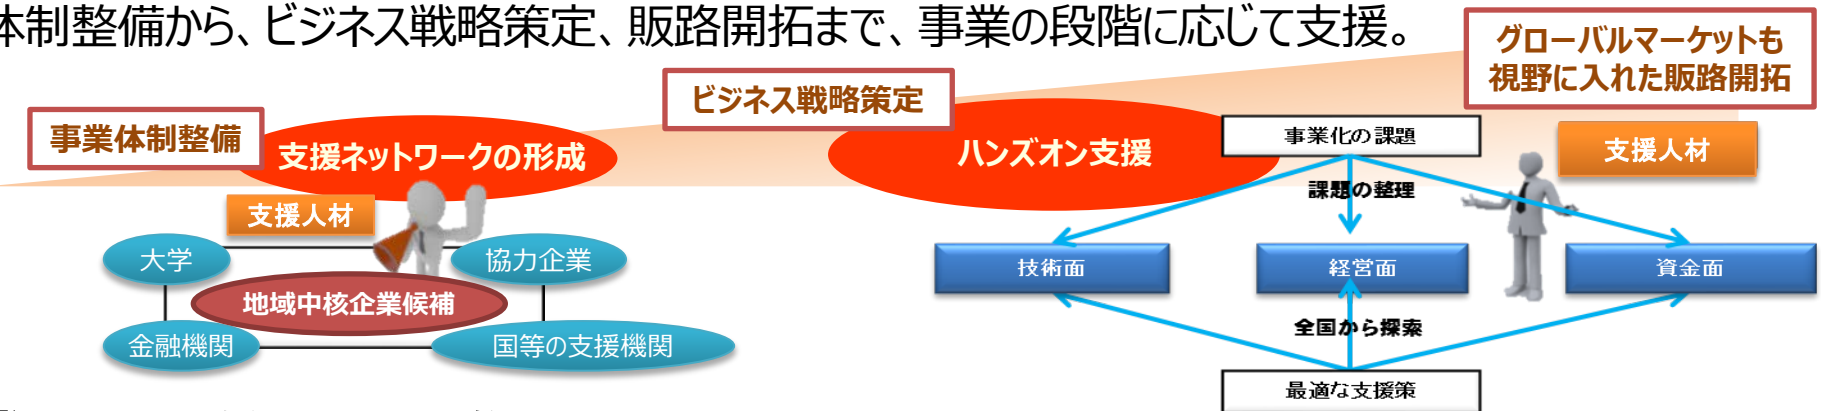 体制整備から、ビジネス戦略策定、販路開拓まで、事業の段階に応じて支援。
グローバルマーケットも
視野に入れた販路開拓
ビジネス戦略策定
事業体制整備
支援ネットワークの形成
ハンズオン支援
事業化の課題
支援人材
課題の整理
支援人材
大学
協力企業
技術面
経営面
資金面
地域中核企業候補
全国から探索
金融機関
国等の支援機関
最適な支援策